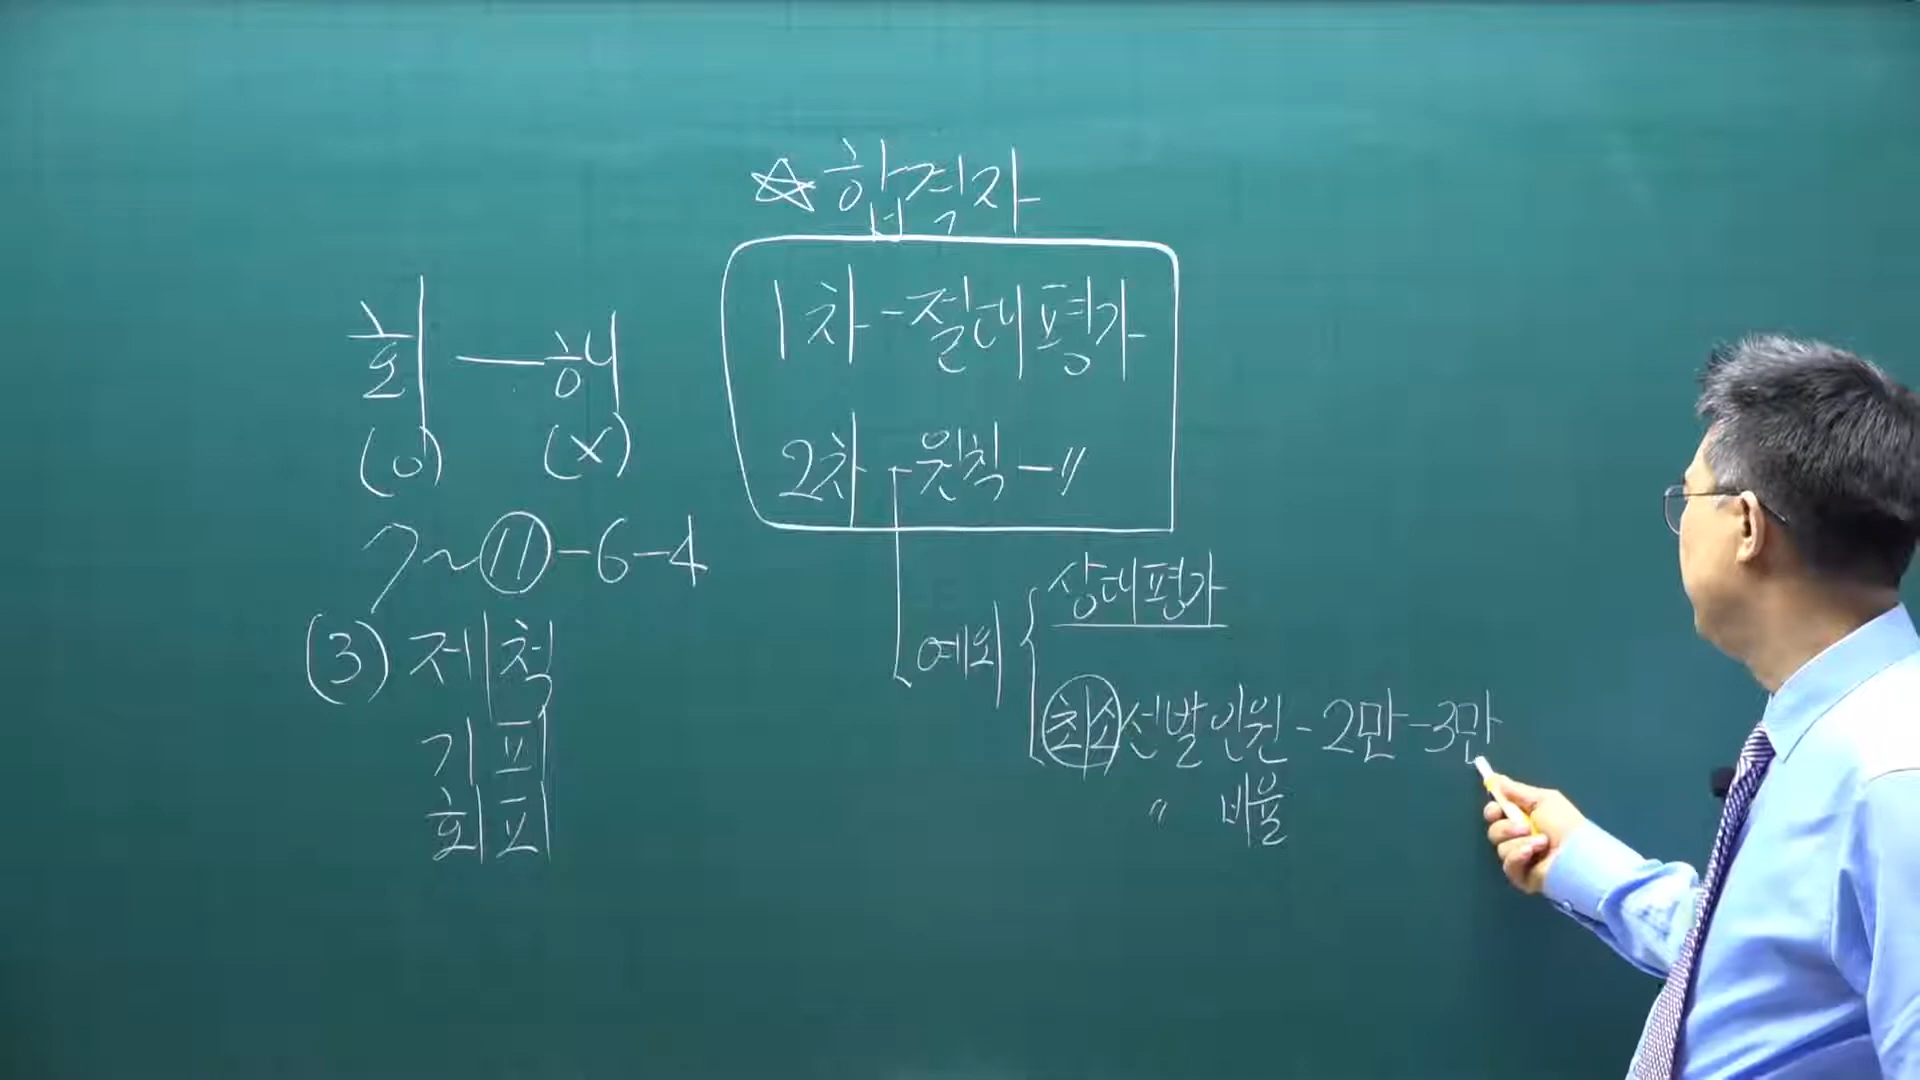 회 — 해
(O) (X)
7~⑪-6-4
(3) 제척
기피
회피
☆합격자
1차-절대평가
2차 원칙-〃
예외
상대평가
최소선발인원-2만-3만
〃 비율